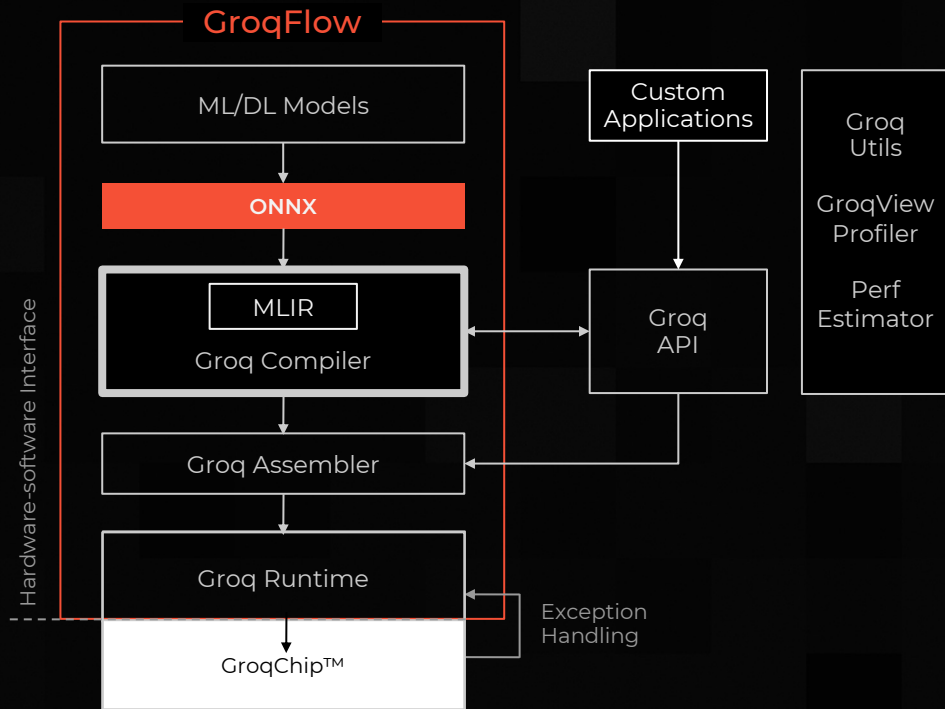 GroqFlow
ML/DL Models
ONNX
MLIR
Groq Compiler
Groq Assembler
Groq Runtime
GroqChip™
Hardware-software Interface
Custom
Applications
Groq
API
Exception
Handling
Groq
Utils
GroqView
Profiler
Perf
Estimator